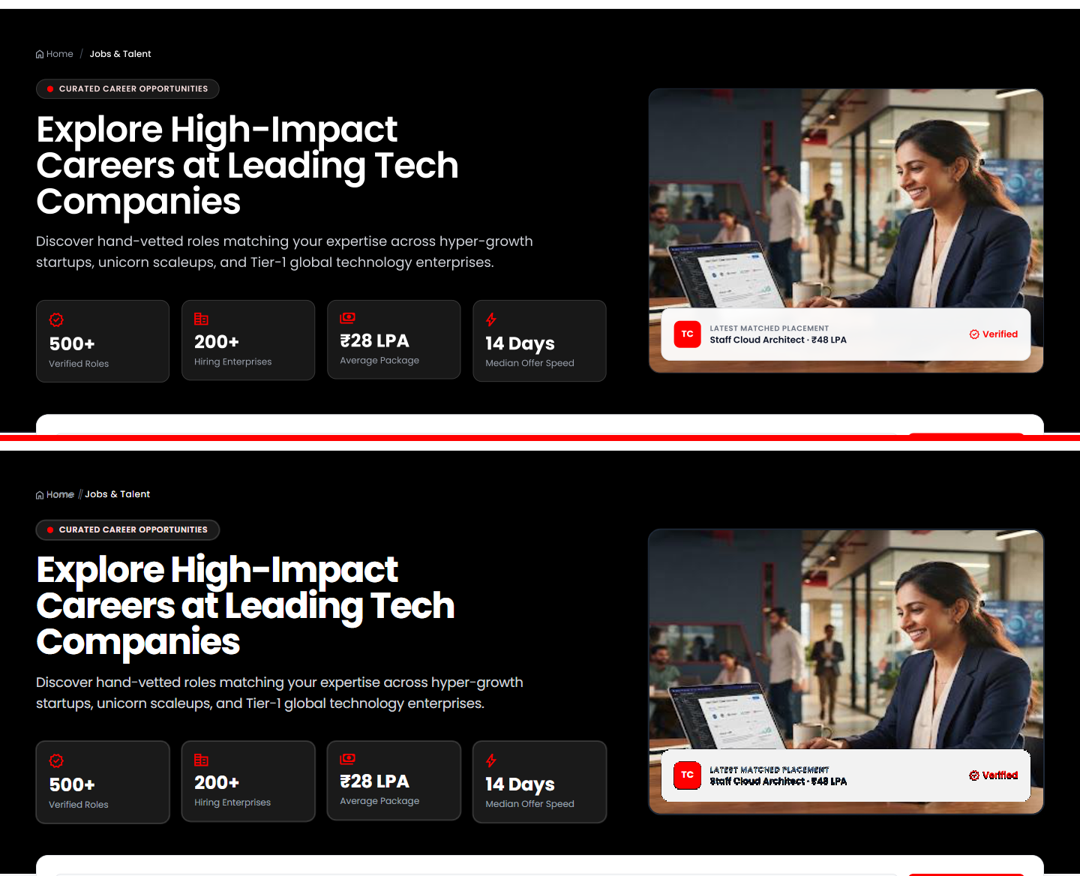 Home / Jobs & Talent
CURATED CAREER OPPORTUNITIES
Explore High-Impact
Careers at Leading Tech
Companies
Discover hand-vetted roles matching your expertise across hyper-growth
startups, unicorn scaleups, and Tier-1 global technology enterprises.
500+
Verified Roles
200+
Hiring Enterprises
₹28 LPA
Average Package
14 Days
Median Offer Speed
TC
LATEST MATCHED PLACEMENT
Staff Cloud Architect · ₹48 LPA
Verified
Home // Jobs & Talent
CURATED CAREER OPPORTUNITIES
Explore High-Impact
Careers at Leading Tech
Companies
Discover hand-vetted roles matching your expertise across hyper-growth
startups, unicorn scaleups, and Tier-1 global technology enterprises.
500+
Verified Roles
200+
Hiring Enterprises
₹28 LPA
Average Package
14 Days
Median Offer Speed
TC
LATEST MATCHED PLACEMENT
Staff Cloud Architect · ₹48 LPA
Verified